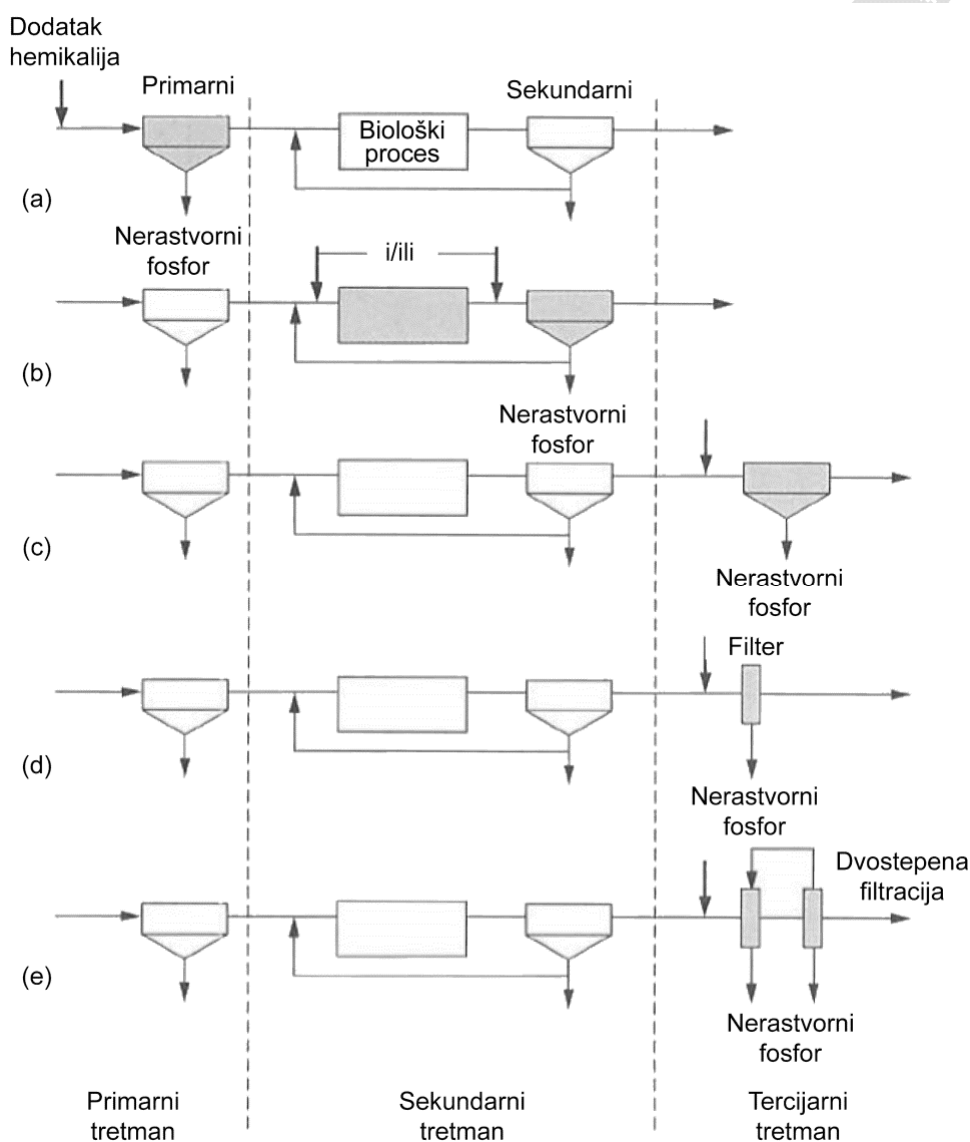 Dodatak
hemikalija
Primarni
Sekundarni
Biološki
proces
(a)
Nerastvorni
fosfor
i/ili
(b)
Nerastvorni
fosfor
(c)
Nerastvorni
fosfor
Filter
(d)
Nerastvorni
fosfor
Dvostepena
filtracija
(e)
Nerastvorni
fosfor
Primarni
tretman
Sekundarni
tretman
Tercijarni
tretman